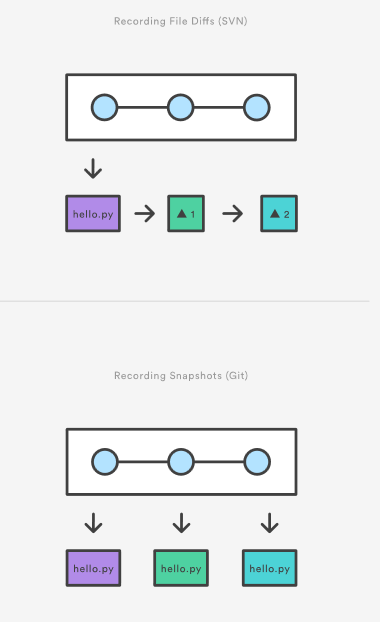 Recording File Diffs (SVN)
hello.py
▲ 1
▲ 2
Recording Snapshots (Git)
hello.py
hello.py
hello.py